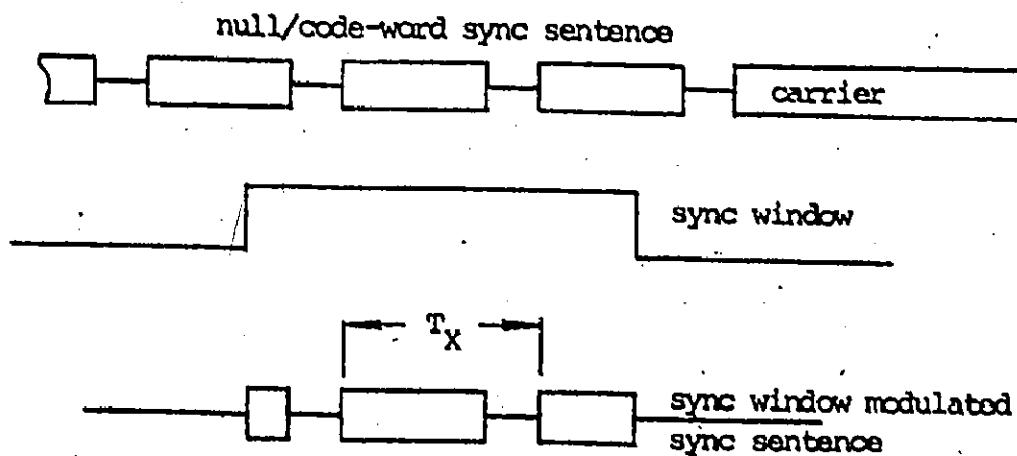 null/code-word sync sentence
carrier
sync window
T_X
sync window modulated
sync sentence